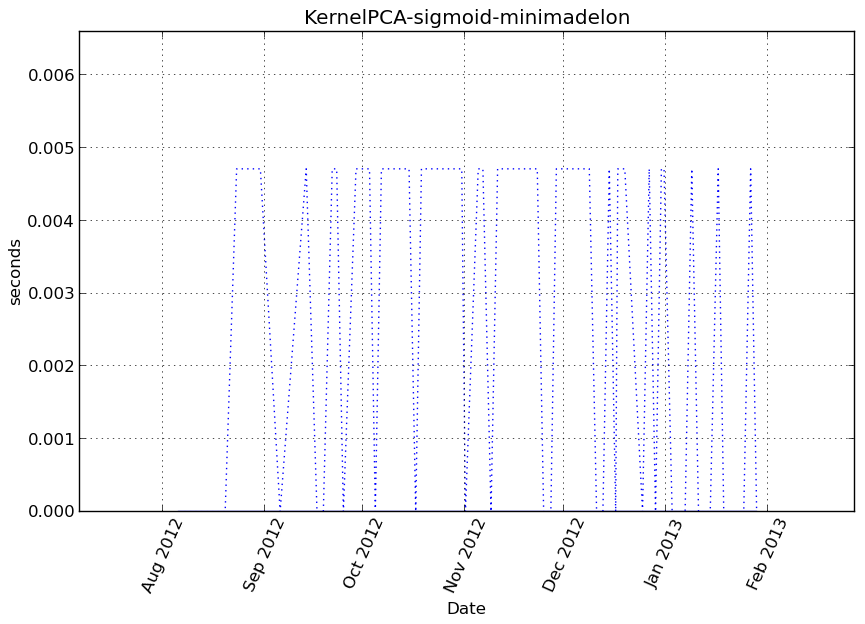 KernelPCA-sigmoid-minimadelon
0.006
0.005
0.004
0.003
0.002
0.001
0.000
seconds
Aug 2012
Sep 2012
Oct 2012
Nov 2012
Dec 2012
Jan 2013
Feb 2013
Date